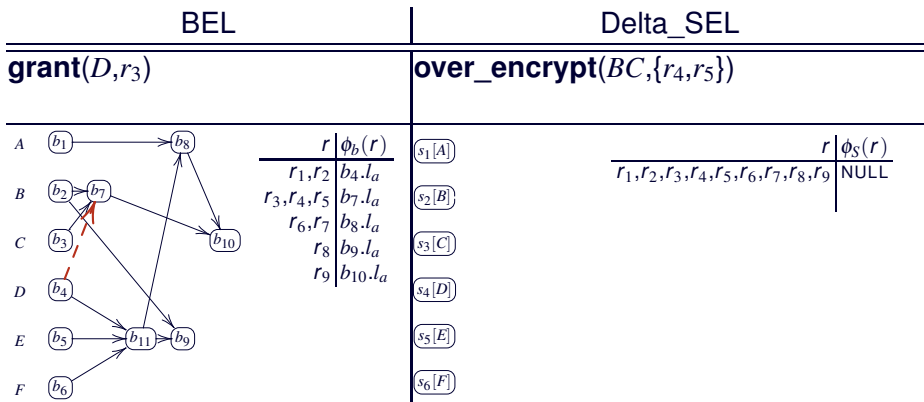 BEL Delta_SEL
grant(D,r₃) over_encrypt(BC,{r₄,r₅})
A b₁ b₈ r ϕ_b(r) s₁[A] r ϕ_S(r)
r₁,r₂ b₄.lₐ r₁,r₂,r₃,r₄,r₅,r₆,r₇,r₈,r₉ NULL
B b₂ b₇ r₃,r₄,r₅ b₇.lₐ s₂[B]
r₆,r₇ b₈.lₐ
C b₃ b₁₀ r₈ b₉.lₐ s₃[C]
r₉ b₁₀.lₐ
D b₄ s₄[D]
E b₅ b₁₁ b₉ s₅[E]
F b₆ s₆[F]